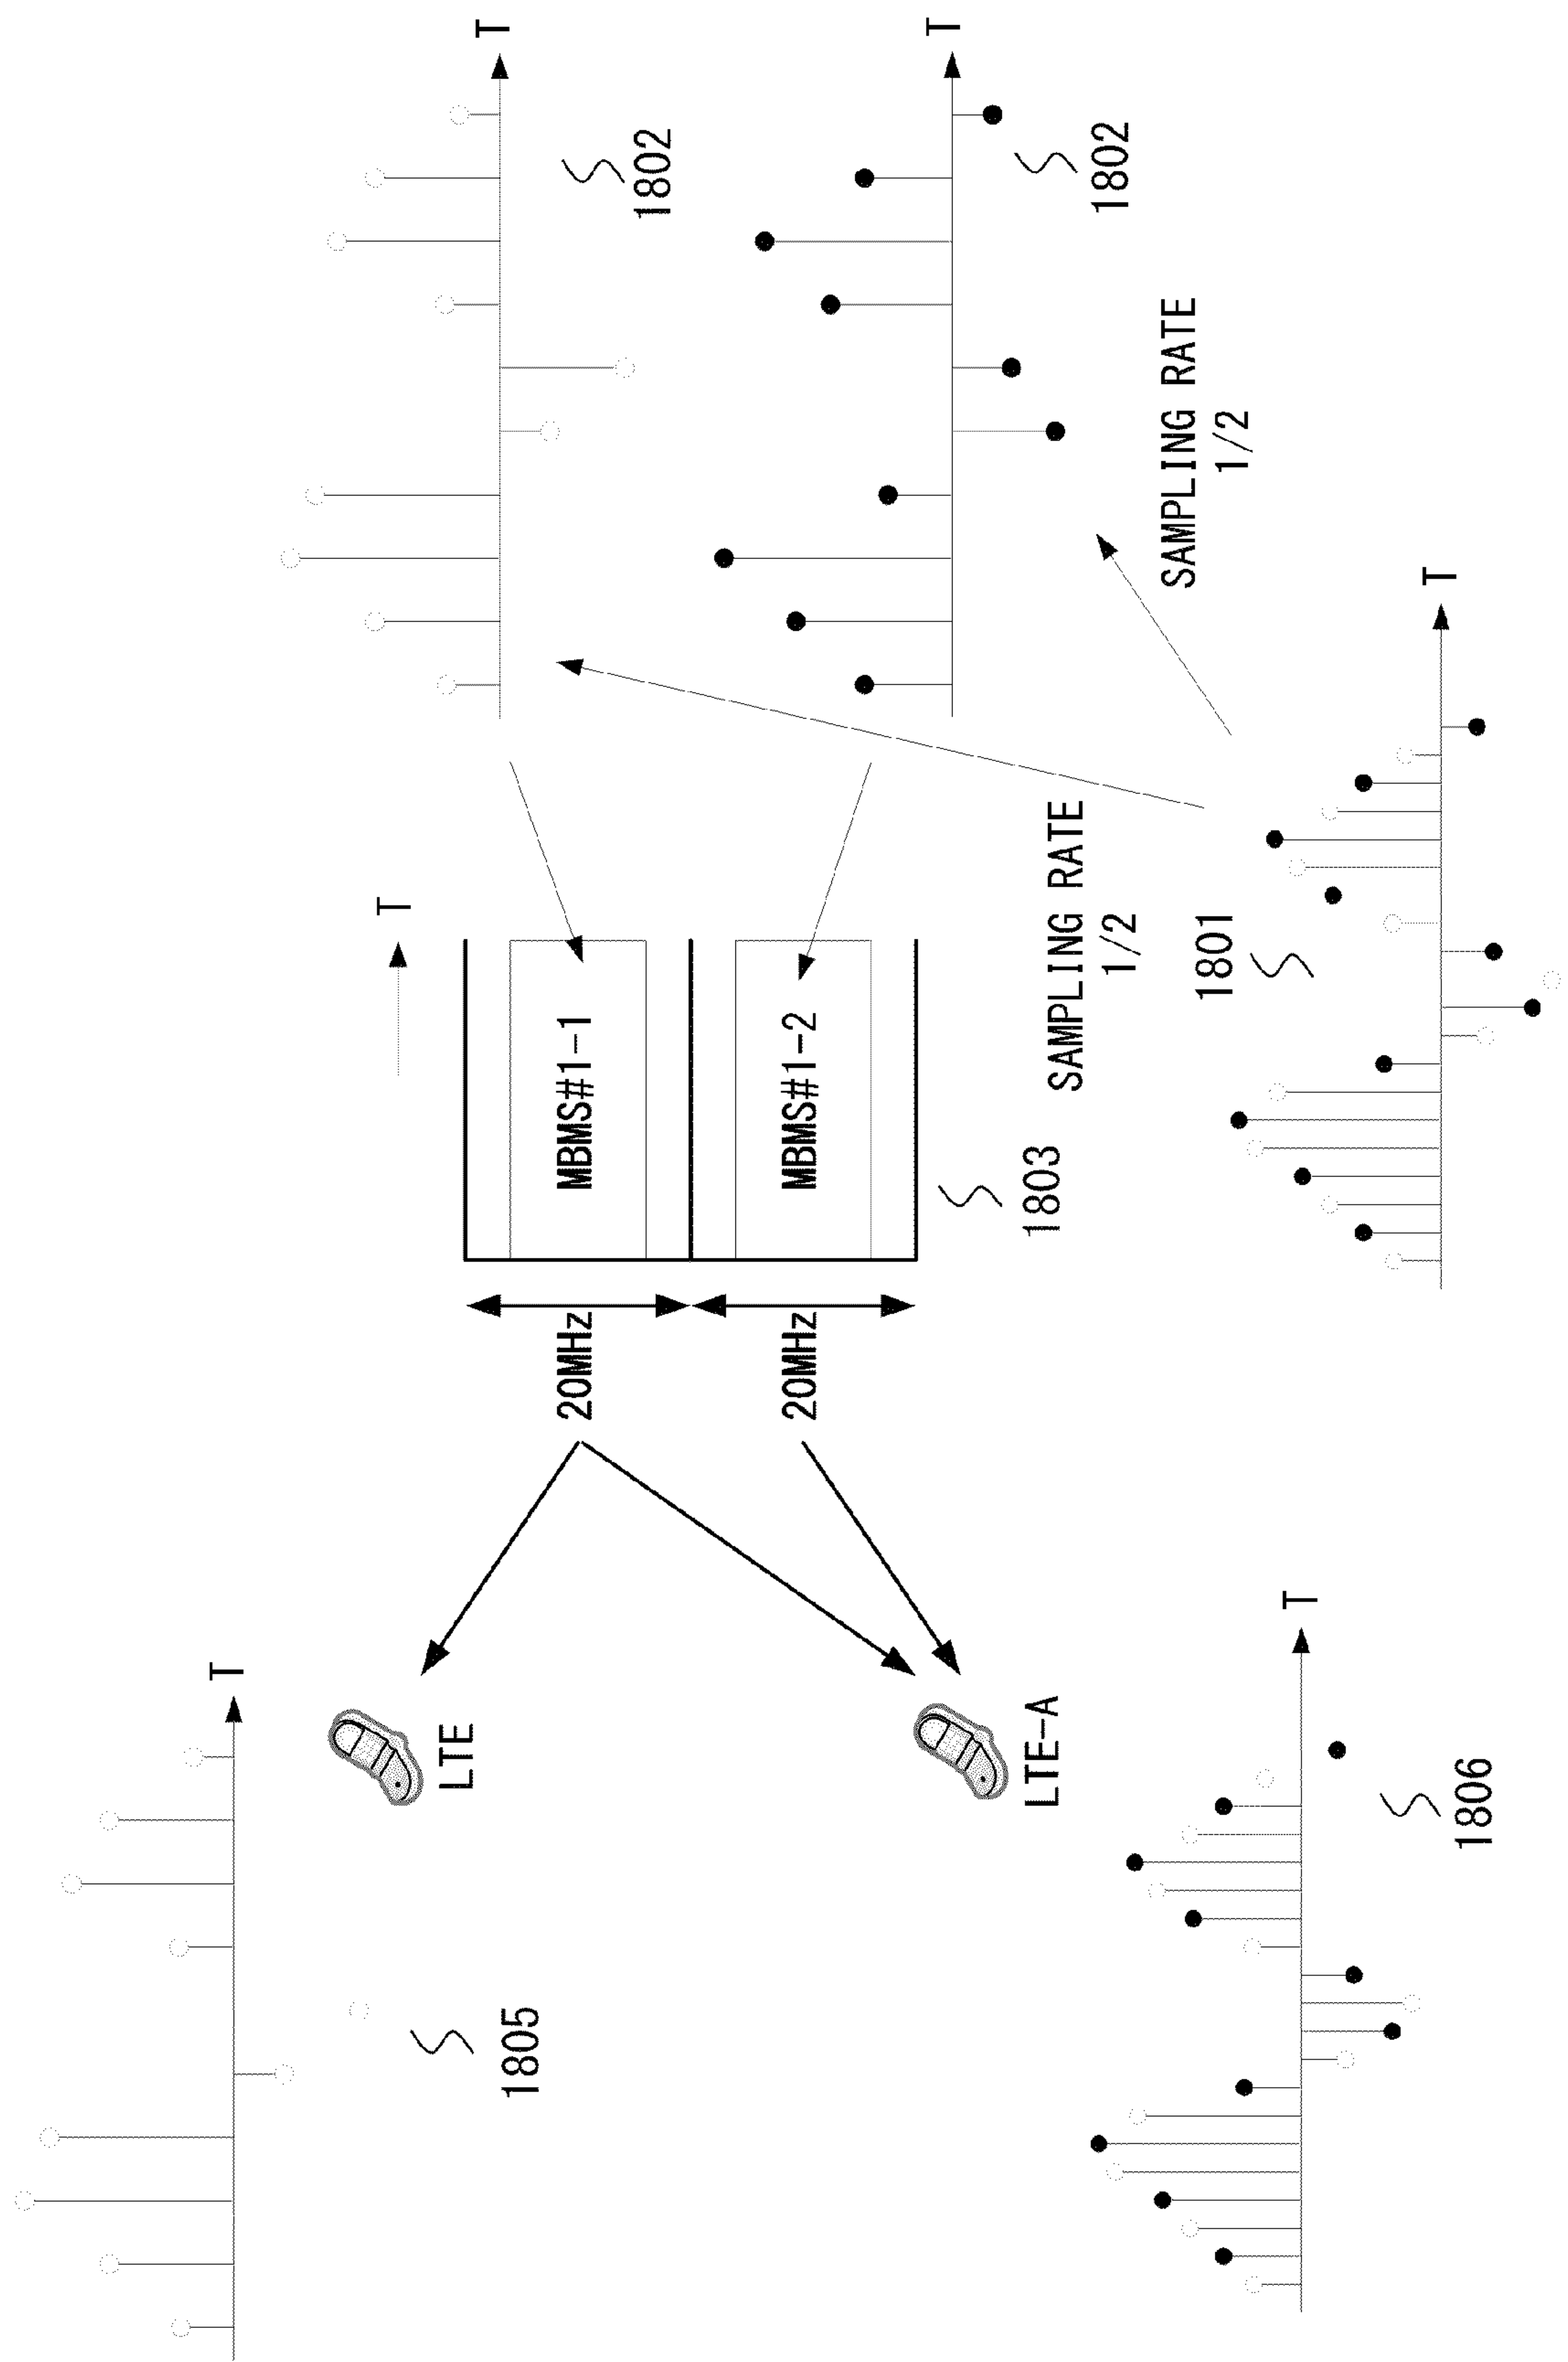 T
1805
LTE
T
LTE-A
1806
20MHz
20MHz
T
MBMS#1-1
MBMS#1-2
1803
SAMPLING RATE
1/2
T
1802
T
1802
SAMPLING RATE
1/2
1801
T